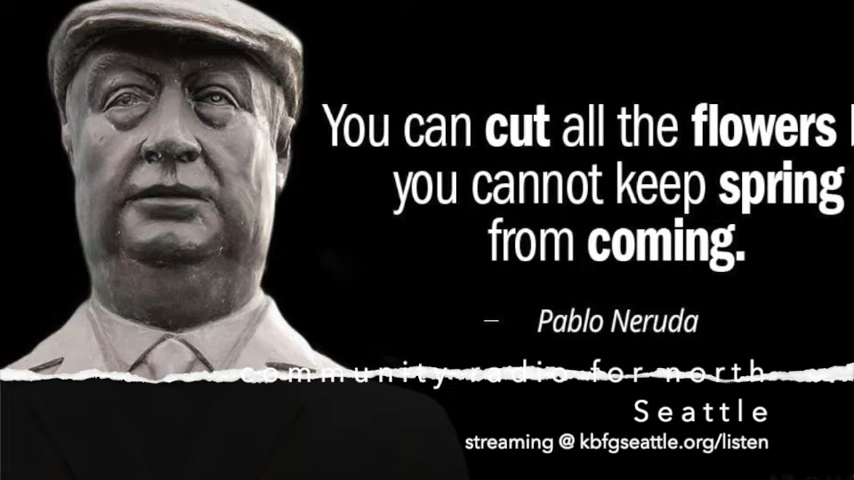 You can cut all the flowers
you cannot keep spring
from coming.
– Pablo Neruda
community radio for north
Seattle
streaming @ kbfgseattle.org/listen